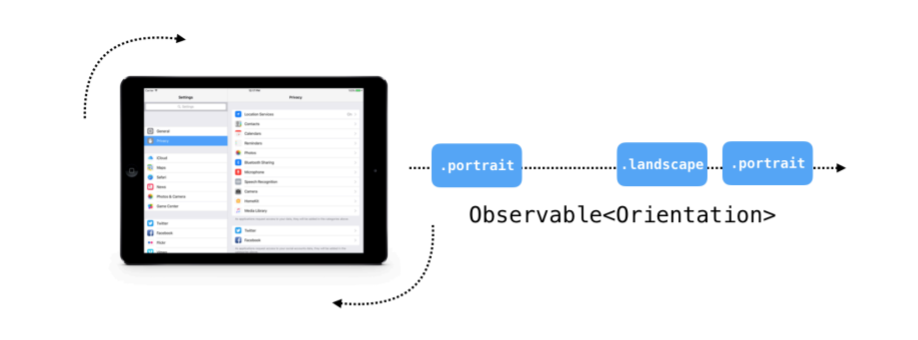 Settings
Privacy
General
Privacy
iCloud
Maps
Safari
News
Photos & Camera
Game Center
Twitter
Facebook
Flickr
Location Services
Contacts
Calendars
Reminders
Photos
Bluetooth Sharing
Microphone
Speech Recognition
Camera
HomeKit
Media Library
Twitter
Facebook
.portrait
.landscape
.portrait
Observable<Orientation>